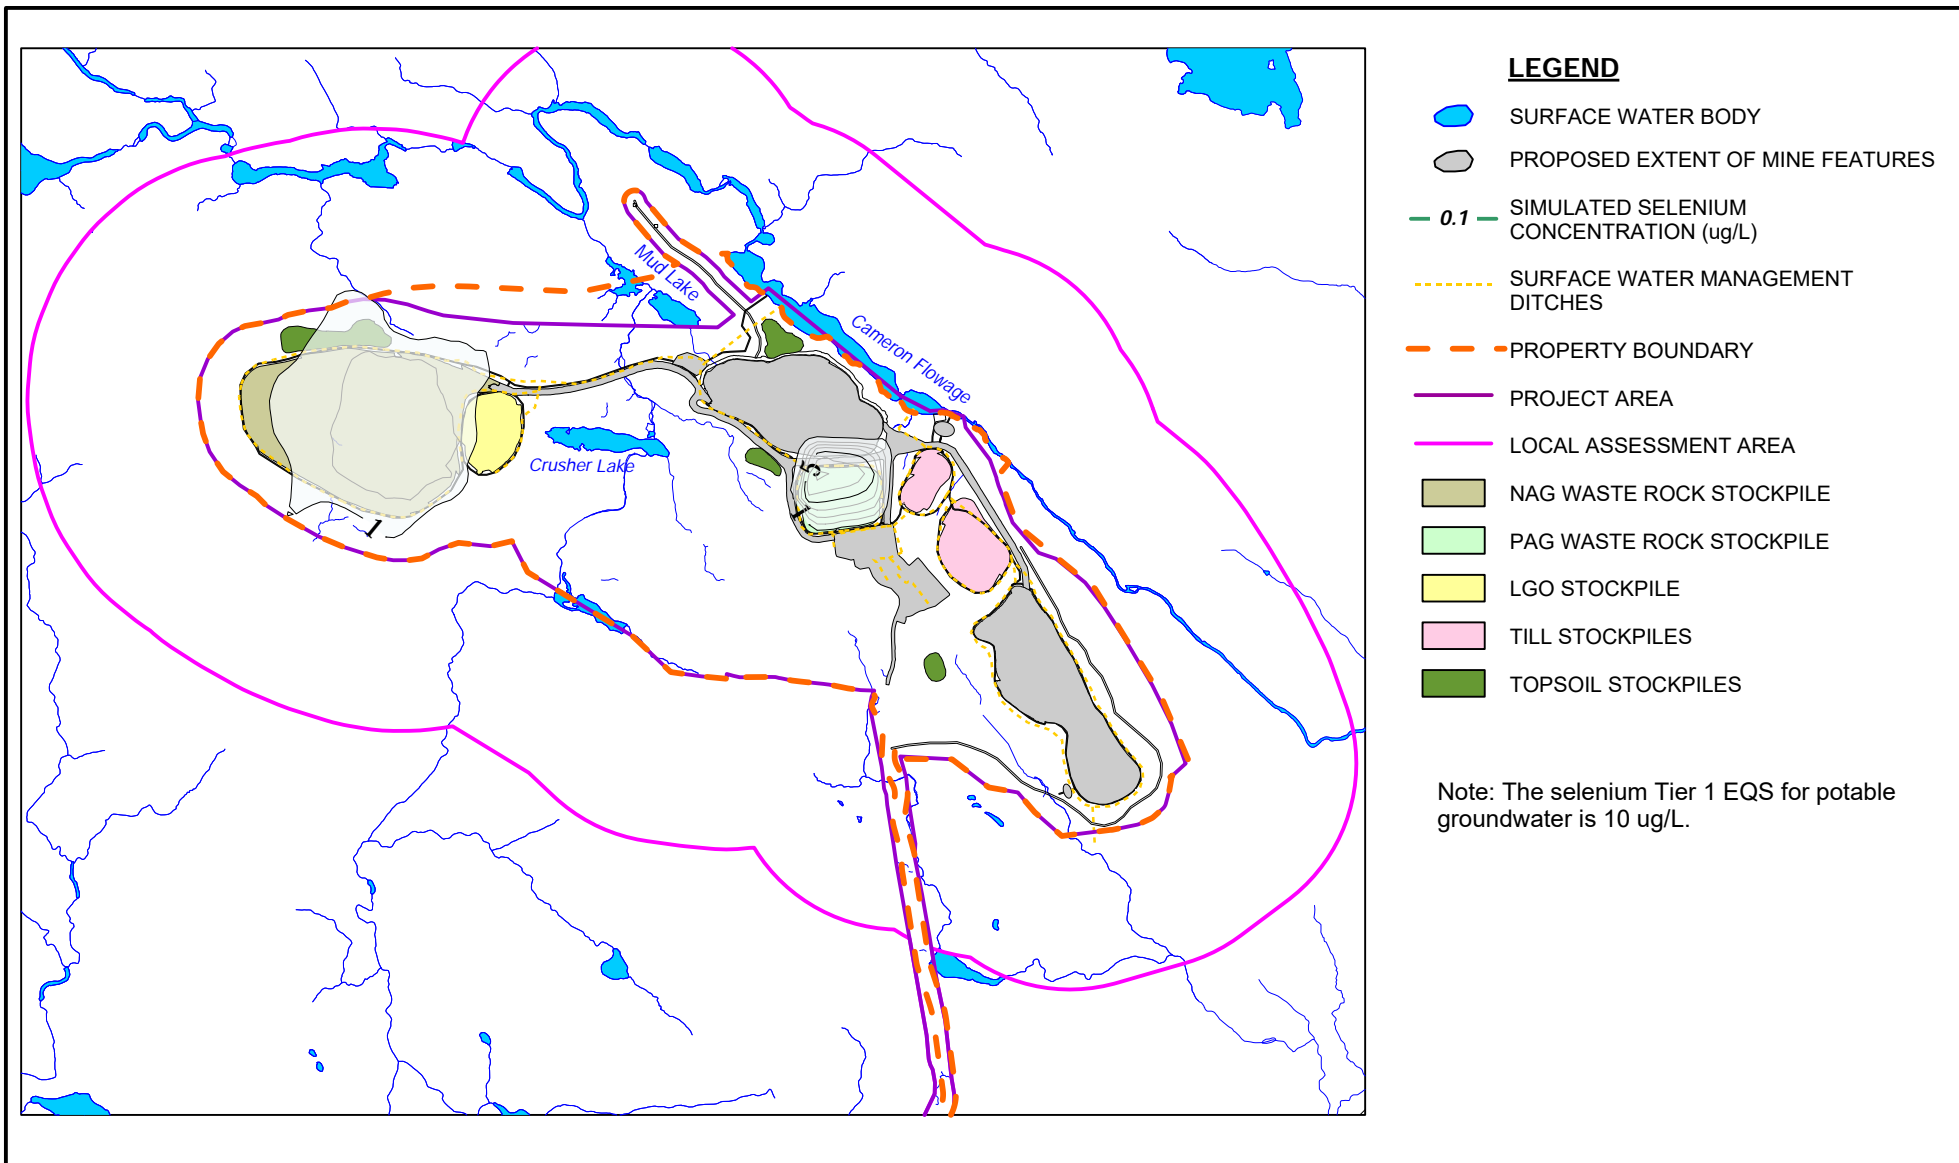 LEGEND
SURFACE WATER BODY
PROPOSED EXTENT OF MINE FEATURES
0.1
SIMULATED SELENIUM
CONCENTRATION (ug/L)
SURFACE WATER MANAGEMENT
DITCHES
PROPERTY BOUNDARY
PROJECT AREA
LOCAL ASSESSMENT AREA
NAG WASTE ROCK STOCKPILE
PAG WASTE ROCK STOCKPILE
LGO STOCKPILE
TILL STOCKPILES
TOPSOIL STOCKPILES
Note: The selenium Tier 1 EQS for potable
groundwater is 10 ug/L.
Mud Lake
Cameron Flowage
Crusher Lake
5
1
1